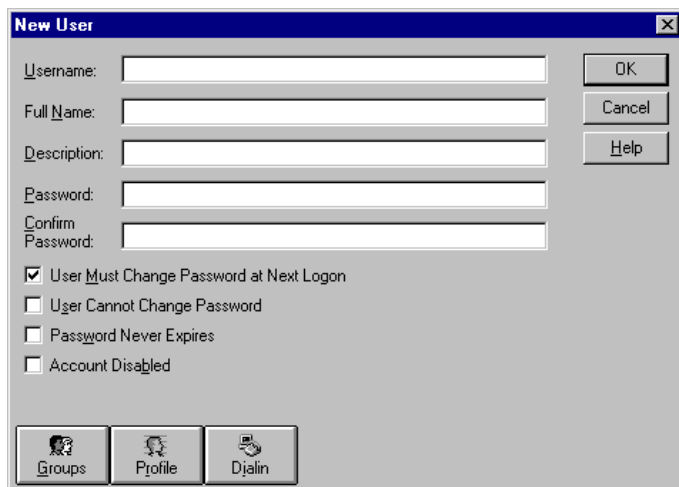 New User
Username:
OK
Full Name:
Cancel
Description:
Help
Password:
Confirm
Password:
User Must Change Password at Next Logon
User Cannot Change Password
Password Never Expires
Account Disabled
Groups
Profile
Dialin